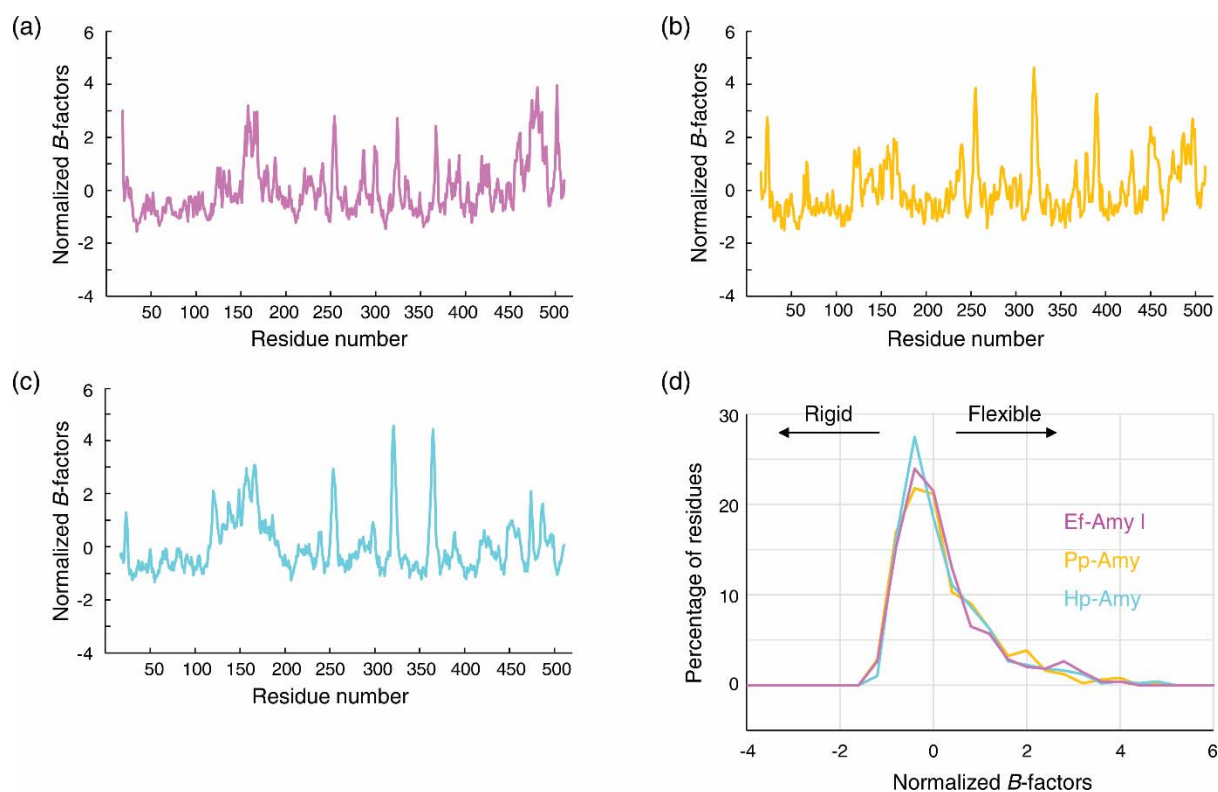 (a)
6
4
2
0
-2
-4
Normalized B-factors
50 100 150 200 250 300 350 400 450 500
Residue number
(b)
6
4
2
0
-2
-4
Normalized B-factors
50 100 150 200 250 300 350 400 450 500
Residue number
(c)
6
4
2
0
-2
-4
Normalized B-factors
50 100 150 200 250 300 350 400 450 500
Residue number
(d)
30
20
10
0
Percentage of residues
Rigid Flexible
Ef-Amy I
Pp-Amy
Hp-Amy
-4 -2 0 2 4 6
Normalized B-factors